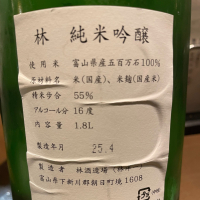 林 純米吟醸
使用米 富山県産五百万石100%
原材料名 米(国産)、米麹(国産米)
精米歩合 55%
アルコール分 16度
内容量 1.8L
製造年月 25.4
製造者 林酒造場
富山県下新川郡朝日町境1608